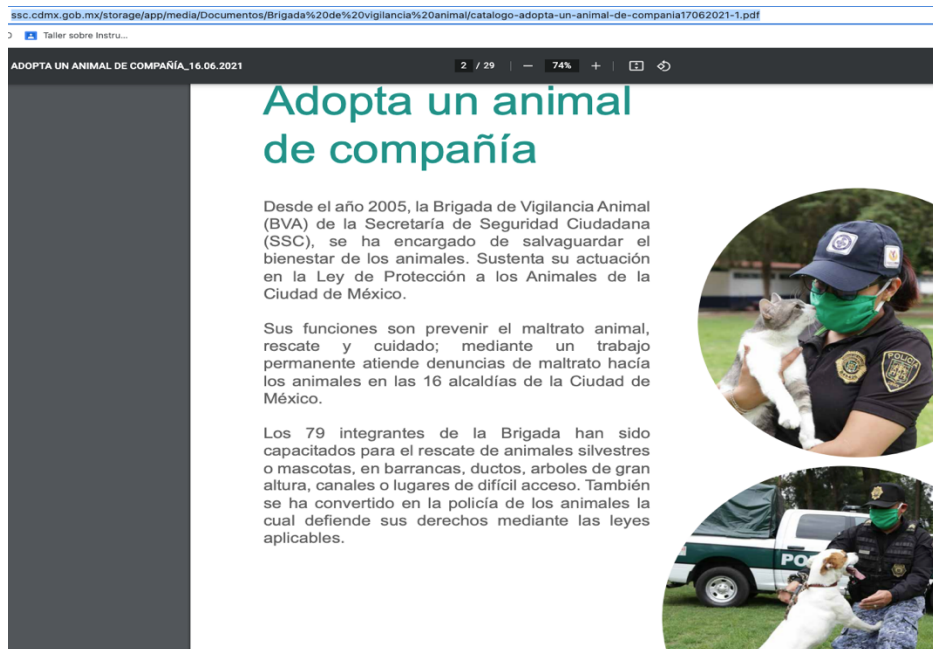 ssc.cdmx.gob.mx/storage/app/media/Documentos/Brigada%20de%20vigilancia%20animal/catalogo-adopta-un-animal-de-compania17062021-1.pdf
Taller sobre Instru...
ADOPTA UN ANIMAL DE COMPAÑÍA_16.06.2021
2 / 29
74%
Adopta un animal
de compañía
Desde el año 2005, la Brigada de Vigilancia Animal
(BVA) de la Secretaría de Seguridad Ciudadana
(SSC), se ha encargado de salvaguardar el
bienestar de los animales. Sustenta su actuación
en la Ley de Protección a los Animales de la
Ciudad de México.
Sus funciones son prevenir el maltrato animal,
rescate y cuidado; mediante un trabajo
permanente atiende denuncias de maltrato hacía
los animales en las 16 alcaldías de la Ciudad de
México.
Los 79 integrantes de la Brigada han sido
capacitados para el rescate de animales silvestres
o mascotas, en barrancas, ductos, arboles de gran
altura, canales o lugares de difícil acceso. También
se ha convertido en la policía de los animales la
cual defiende sus derechos mediante las leyes
aplicables.
POLICIA
PO